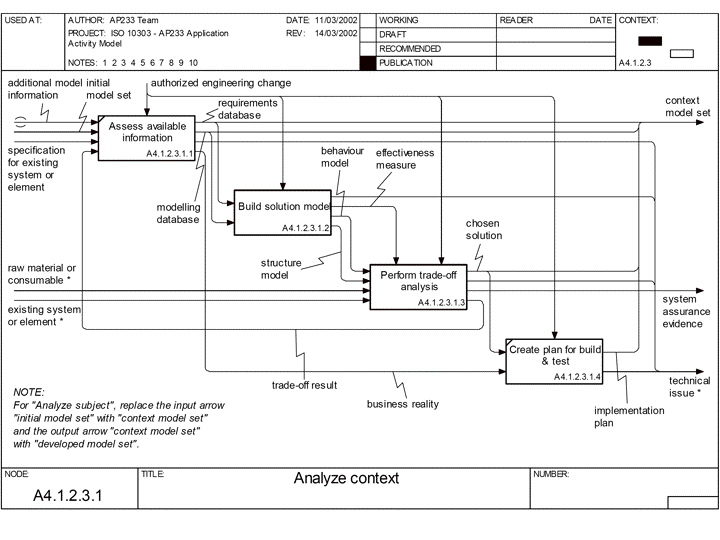 USED AT:
AUTHOR: AP233 Team
DATE: 11/03/2002
PROJECT: ISO 10303 - AP233 Application
Activity Model
REV: 14/03/2002
NOTES: 1 2 3 4 5 6 7 8 9 10
WORKING
DRAFT
RECOMMENDED
PUBLICATION
READER
DATE
CONTEXT:
A4.1.2.3
additional model
information
initial
model set
authorized engineering change
requirements
database
context
model set
Assess available
information
A4.1.2.3.1.1
specification
for existing
system or
element
behaviour
model
effectiveness
measure
modelling
database
Build solution model
A4.1.2.3.1.2
chosen
solution
structure
model
raw material or
consumable *
Perform trade-off
analysis
A4.1.2.3.1.3
existing system
or element *
system
assurance
evidence
Create plan for build
& test
A4.1.2.3.1.4
trade-off result
business reality
technical
issue *
implementation
plan
NOTE:
For "Analyze subject", replace the input arrow
"initial model set" with "context model set"
and the output arrow "context model set"
with "developed model set".
NODE:
A4.1.2.3.1
TITLE:
Analyze context
NUMBER: